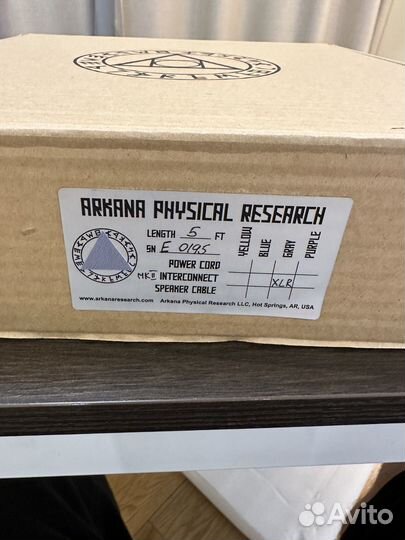 ARKANA PHYSICAL RESEARCH
LENGTH 5 FT
SN E 0195
YELLOW
BLUE
GRAY
PURPLE
POWER CORD
MK II INTERCONNECT XLR
SPEAKER CABLE
www.arkanaresearch.com Arkana Physical Research LLC, Hot Springs, AR, USA
Avito